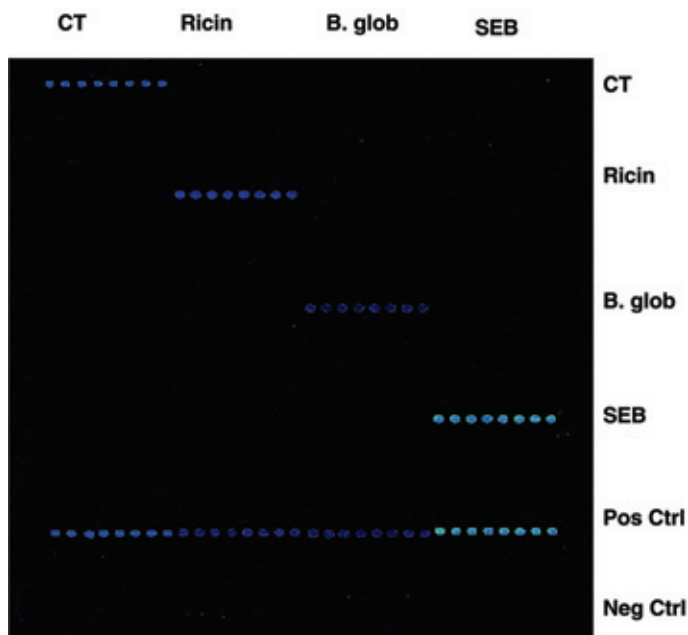 CT Ricin B. glob SEB
CT
Ricin
B. glob
SEB
Pos Ctrl
Neg Ctrl